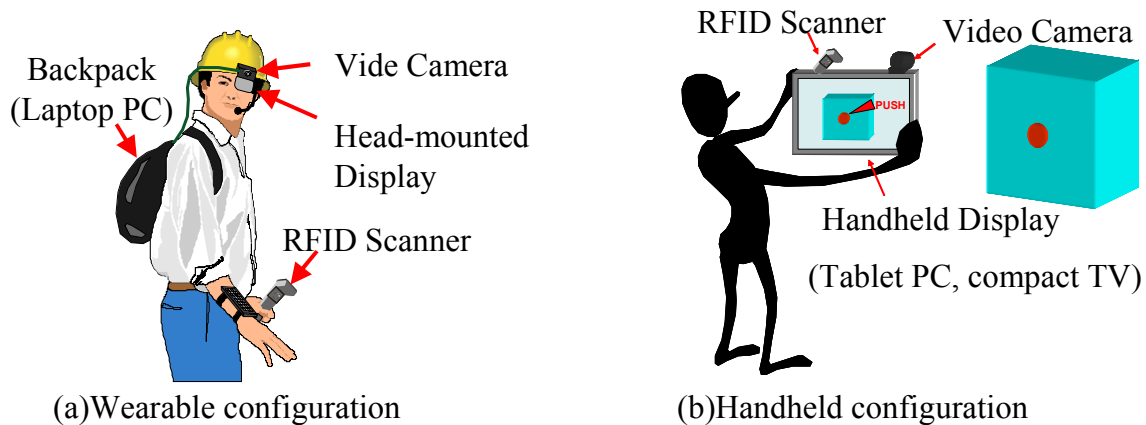 Backpack
(Laptop PC)
Vide Camera
Head-mounted
Display
RFID Scanner
(a)Wearable configuration
RFID Scanner
Video Camera
PUSH
Handheld Display
(Tablet PC, compact TV)
(b)Handheld configuration